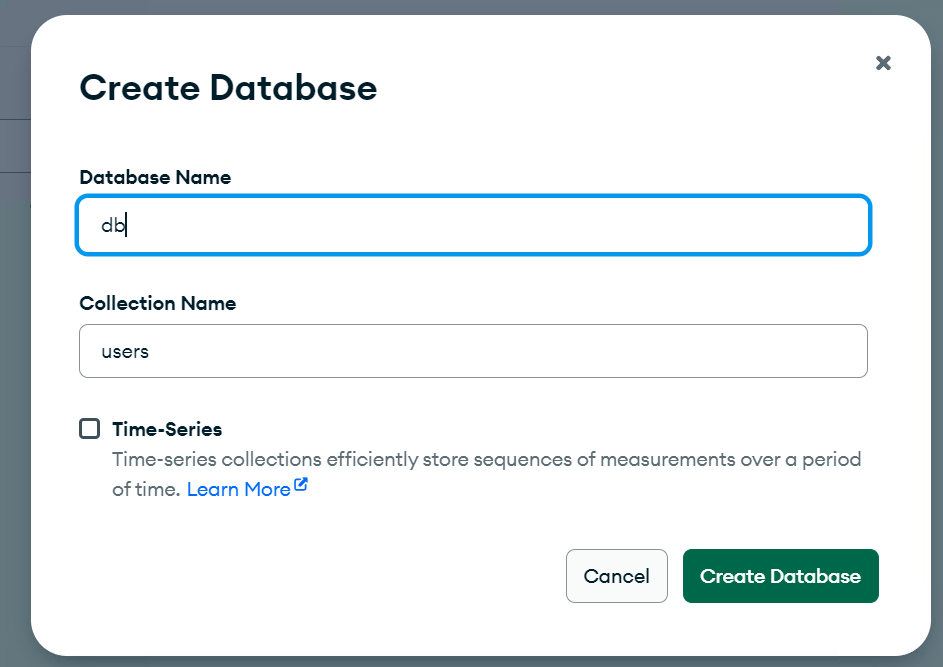 Create Database
Database Name
db
Collection Name
users
Time-Series
Time-series collections efficiently store sequences of measurements over a period
of time. Learn More
Cancel
Create Database